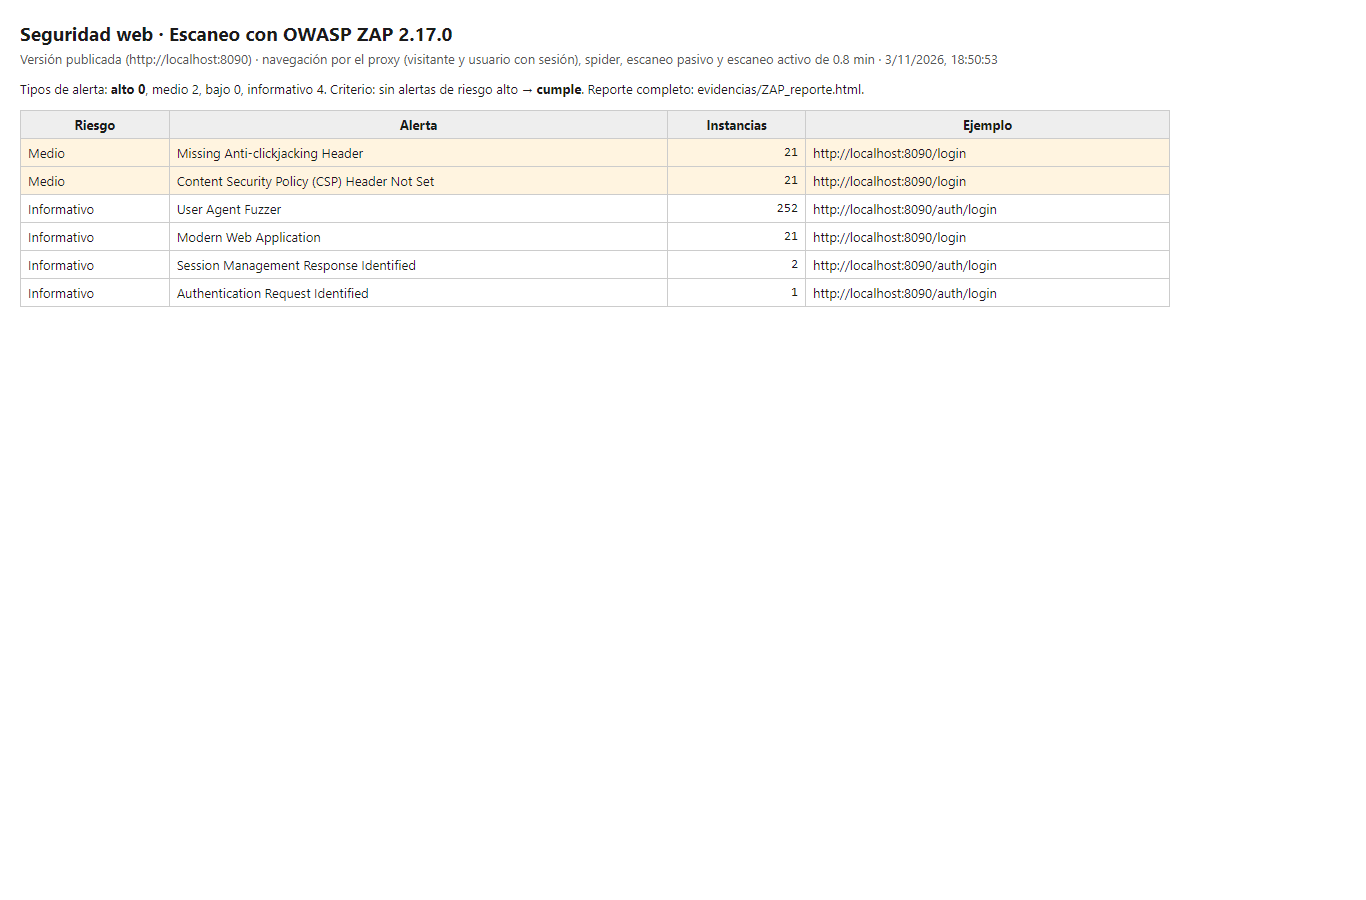 Seguridad web · Escaneo con OWASP ZAP 2.17.0
Versión publicada (http://localhost:8090) · navegación por el proxy (visitante y usuario con sesión), spider, escaneo pasivo y escaneo activo de 0.8 min · 3/11/2026, 18:50:53
Tipos de alerta: alto 0, medio 2, bajo 0, informativo 4. Criterio: sin alertas de riesgo alto → cumple. Reporte completo: evidencias/ZAP_reporte.html.
Riesgo Alerta Instancias Ejemplo
Medio Missing Anti-clickjacking Header 21 http://localhost:8090/login
Medio Content Security Policy (CSP) Header Not Set 21 http://localhost:8090/login
Informativo User Agent Fuzzer 252 http://localhost:8090/auth/login
Informativo Modern Web Application 21 http://localhost:8090/login
Informativo Session Management Response Identified 2 http://localhost:8090/auth/login
Informativo Authentication Request Identified 1 http://localhost:8090/auth/login